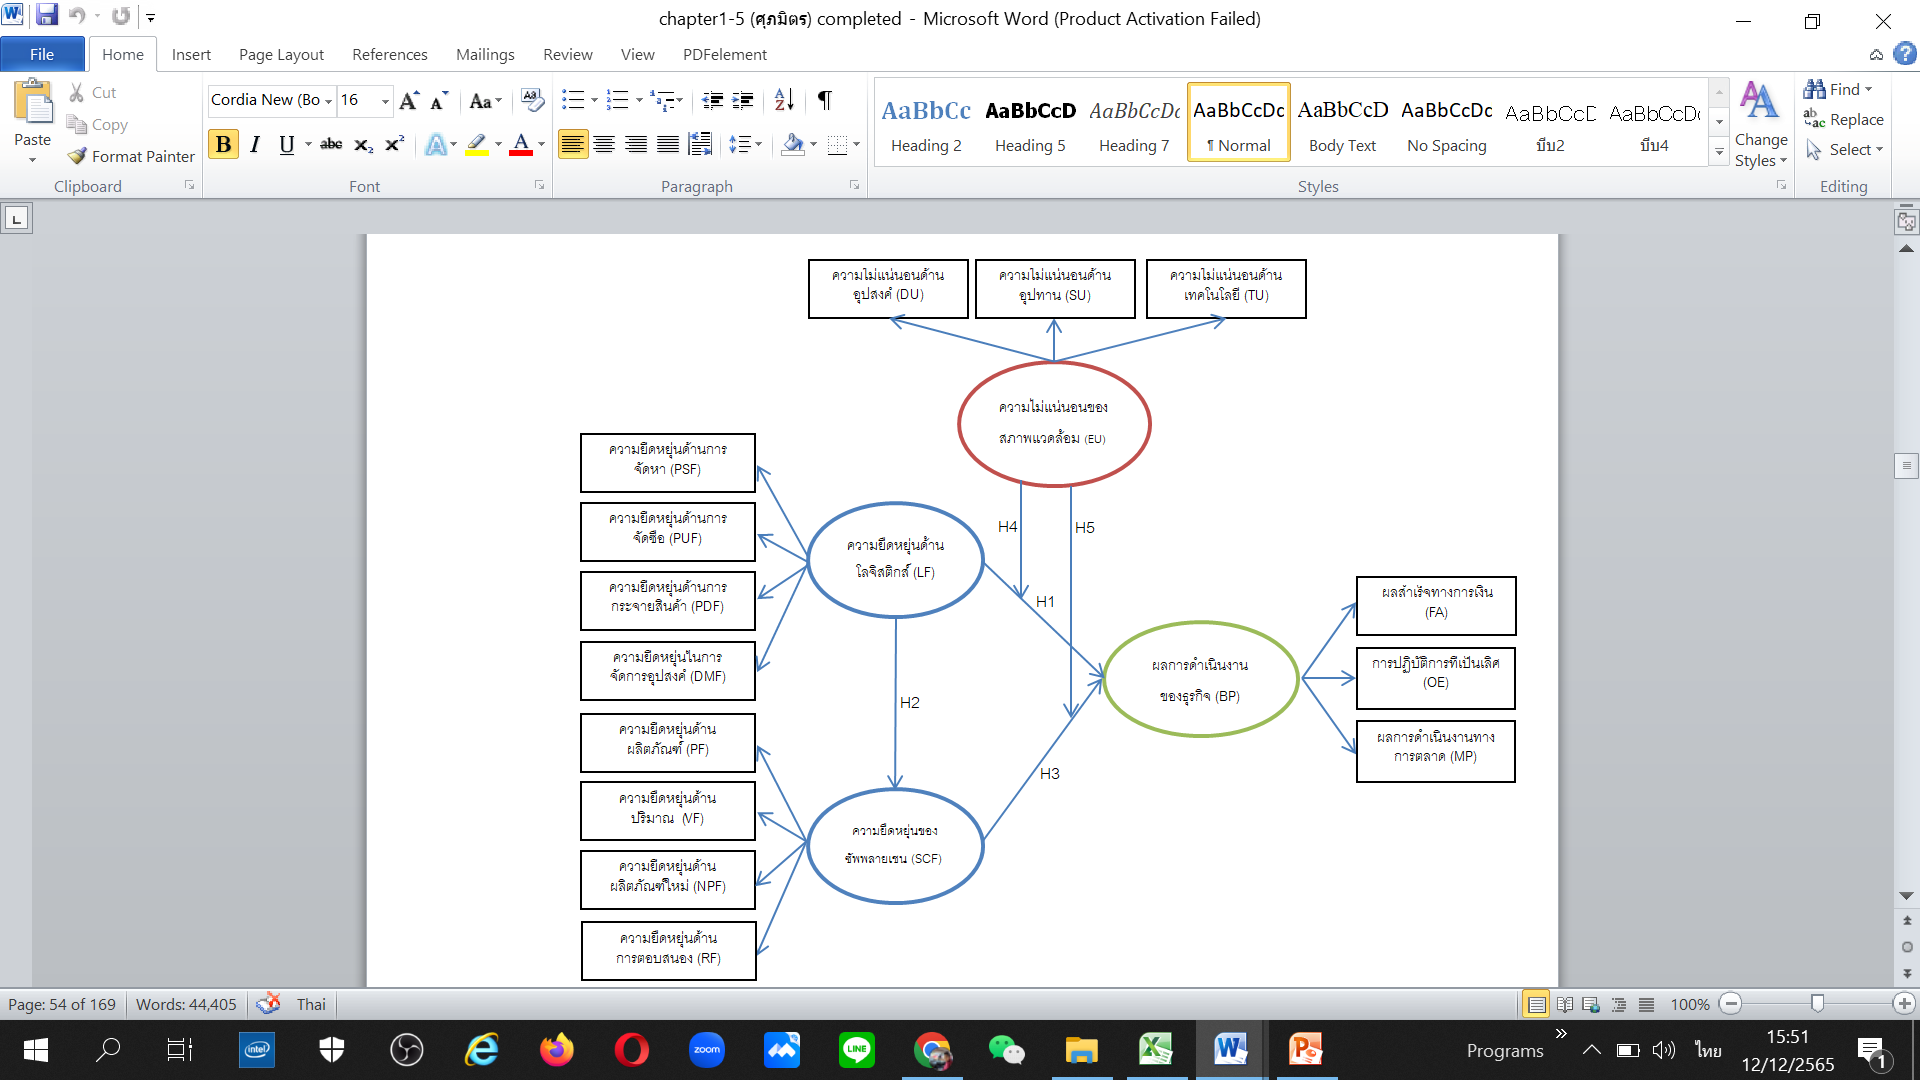 chapter1-5 (ศุภมิตร) completed - Microsoft Word (Product Activation Failed)
File Home Insert Page Layout References Mailings Review View PDFelement
Paste
Cut
Copy
Format Painter
Clipboard
Cordia New (Bo 16
Font
Paragraph
AaBbCc AaBbCcD AaBbCcDc AaBbCcDc AaBbCcD AaBbCcDc AaBbCcD AaBbCcDc
Heading 2 Heading 5 Heading 7 ¶ Normal Body Text No Spacing บีบ2 บีบ4
Change
Styles
Styles
Find
Replace
Select
Editing
ความไม่แน่นอนด้าน
อุปสงค์ (DU)
ความไม่แน่นอนด้าน
อุปทาน (SU)
ความไม่แน่นอนด้าน
เทคโนโลยี (TU)
ความไม่แน่นอนของ
สภาพแวดล้อม (EU)
ความยืดหยุ่นด้านการ
จัดหา (PSF)
ความยืดหยุ่นด้านการ
จัดซื้อ (PUF)
ความยืดหยุ่นด้านการ
กระจายสินค้า (PDF)
ความยืดหยุ่นในการ
จัดการอุปสงค์ (DMF)
ความยืดหยุ่นด้าน
โลจิสติกส์ (LF)
H4
H5
H1
H2
H3
ผลการดำเนินงาน
ของธุรกิจ (BP)
ผลสำเร็จทางการเงิน
(FA)
การปฏิบัติการที่เป็นเลิศ
(OE)
ผลการดำเนินงานทาง
การตลาด (MP)
ความยืดหยุ่นด้าน
ผลิตภัณฑ์ (PF)
ความยืดหยุ่นด้าน
ปริมาณ (VF)
ความยืดหยุ่นด้าน
ผลิตภัณฑ์ใหม่ (NPF)
ความยืดหยุ่นด้าน
การตอบสนอง (RF)
ความยืดหยุ่นของ
ซัพพลายเชน (SCF)
Page: 54 of 169 Words: 44,405 Thai 100%
intel
zoom
LINE
Programs
ไทย
15:51
12/12/2565
1